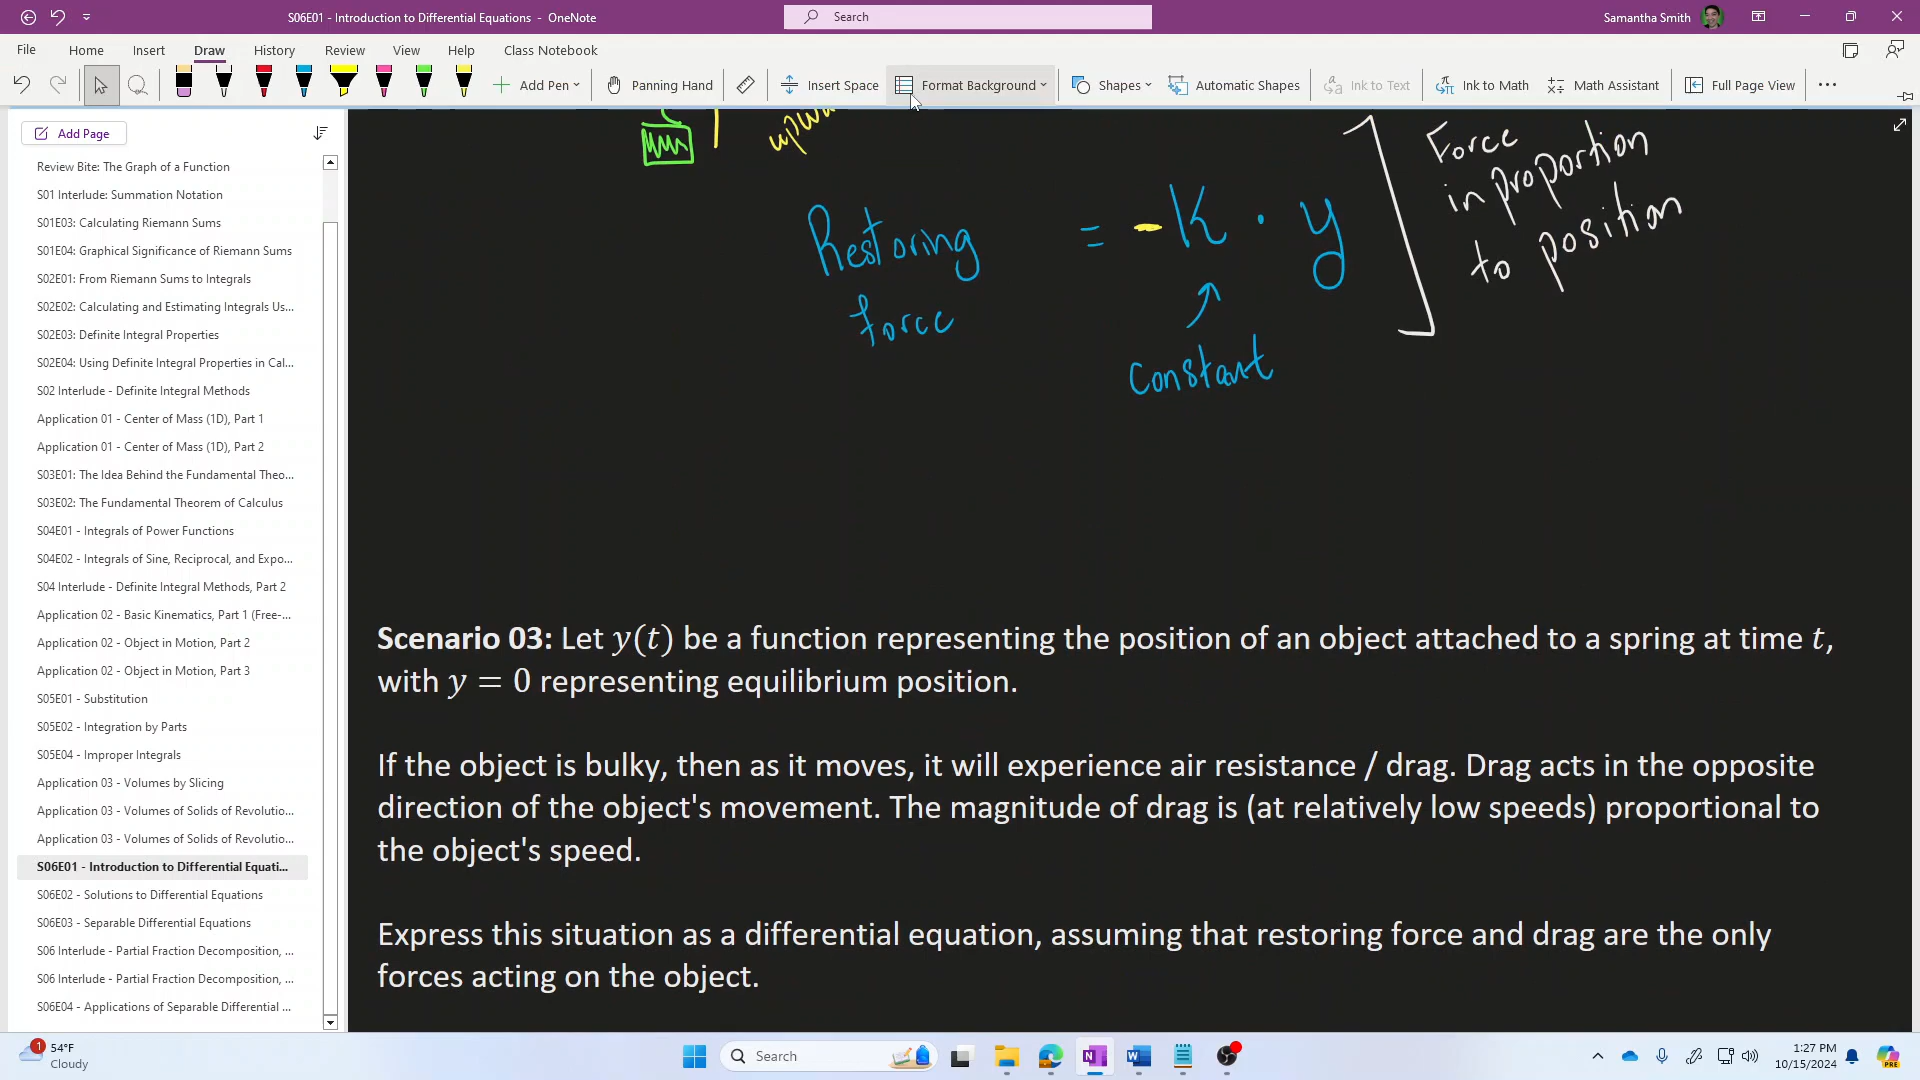 S06E01 - Introduction to Differential Equations - OneNote
Search
Samantha Smith
File Home Insert Draw History Review View Help Class Notebook
Add Pen
Panning Hand
Insert Space
Format Background
Shapes
Automatic Shapes
Ink to Text
Ink to Math
Math Assistant
Full Page View
Add Page
Review Bite: The Graph of a Function
S01 Interlude: Summation Notation
S01E03: Calculating Riemann Sums
S01E04: Graphical Significance of Riemann Sums
S02E01: From Riemann Sums to Integrals
S02E02: Calculating and Estimating Integrals Us...
S02E03: Definite Integral Properties
S02E04: Using Definite Integral Properties in Cal...
S02 Interlude - Definite Integral Methods
Application 01 - Center of Mass (1D), Part 1
Application 01 - Center of Mass (1D), Part 2
S03E01: The Idea Behind the Fundamental Theo...
S03E02: The Fundamental Theorem of Calculus
S04E01 - Integrals of Power Functions
S04E02 - Integrals of Sine, Reciprocal, and Expo...
S04 Interlude - Definite Integral Methods, Part 2
Application 02 - Basic Kinematics, Part 1 (Free-...
Application 02 - Object in Motion, Part 2
Application 02 - Object in Motion, Part 3
S05E01 - Substitution
S05E02 - Integration by Parts
S05E04 - Improper Integrals
Application 03 - Volumes by Slicing
Application 03 - Volumes of Solids of Revolutio...
Application 03 - Volumes of Solids of Revolutio...
S06E01 - Introduction to Differential Equati...
S06E02 - Solutions to Differential Equations
S06E03 - Separable Differential Equations
S06 Interlude - Partial Fraction Decomposition, ...
S06 Interlude - Partial Fraction Decomposition, ...
S06E04 - Applications of Separable Differential ...
Restoring force = -K · y
constant
Force
in proportion
to position
Scenario 03: Let y(t) be a function representing the position of an object attached to a spring at time t,
with y = 0 representing equilibrium position.
If the object is bulky, then as it moves, it will experience air resistance / drag. Drag acts in the opposite
direction of the object's movement. The magnitude of drag is (at relatively low speeds) proportional to
the object's speed.
Express this situation as a differential equation, assuming that restoring force and drag are the only
forces acting on the object.
1
54°F
Cloudy
Search
1:27 PM
10/15/2024
PRE